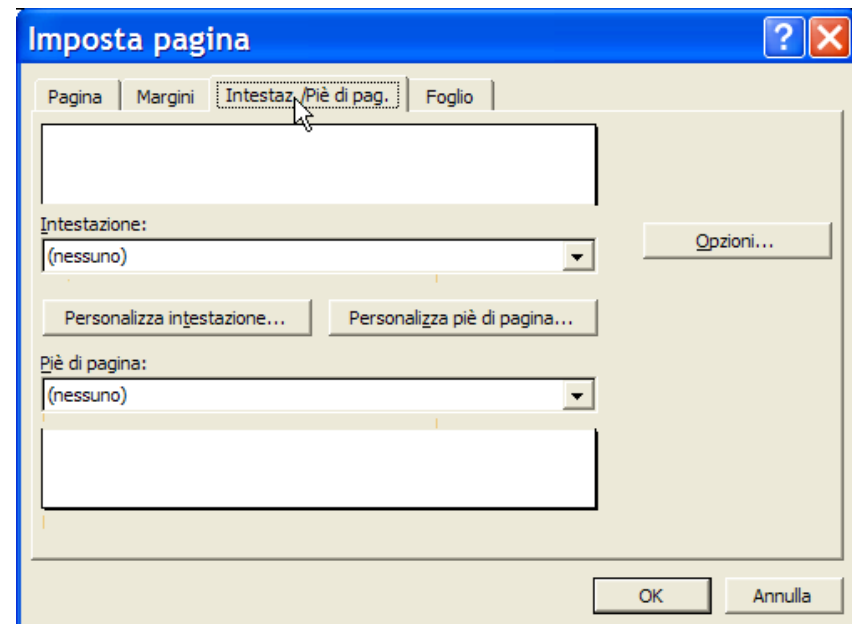 Imposta pagina
Pagina Margini Intestaz./Piè di pag. Foglio
Intestazione:
(nessuno)
Opzioni...
Personalizza intestazione... Personalizza piè di pagina...
Piè di pagina:
(nessuno)
OK Annulla